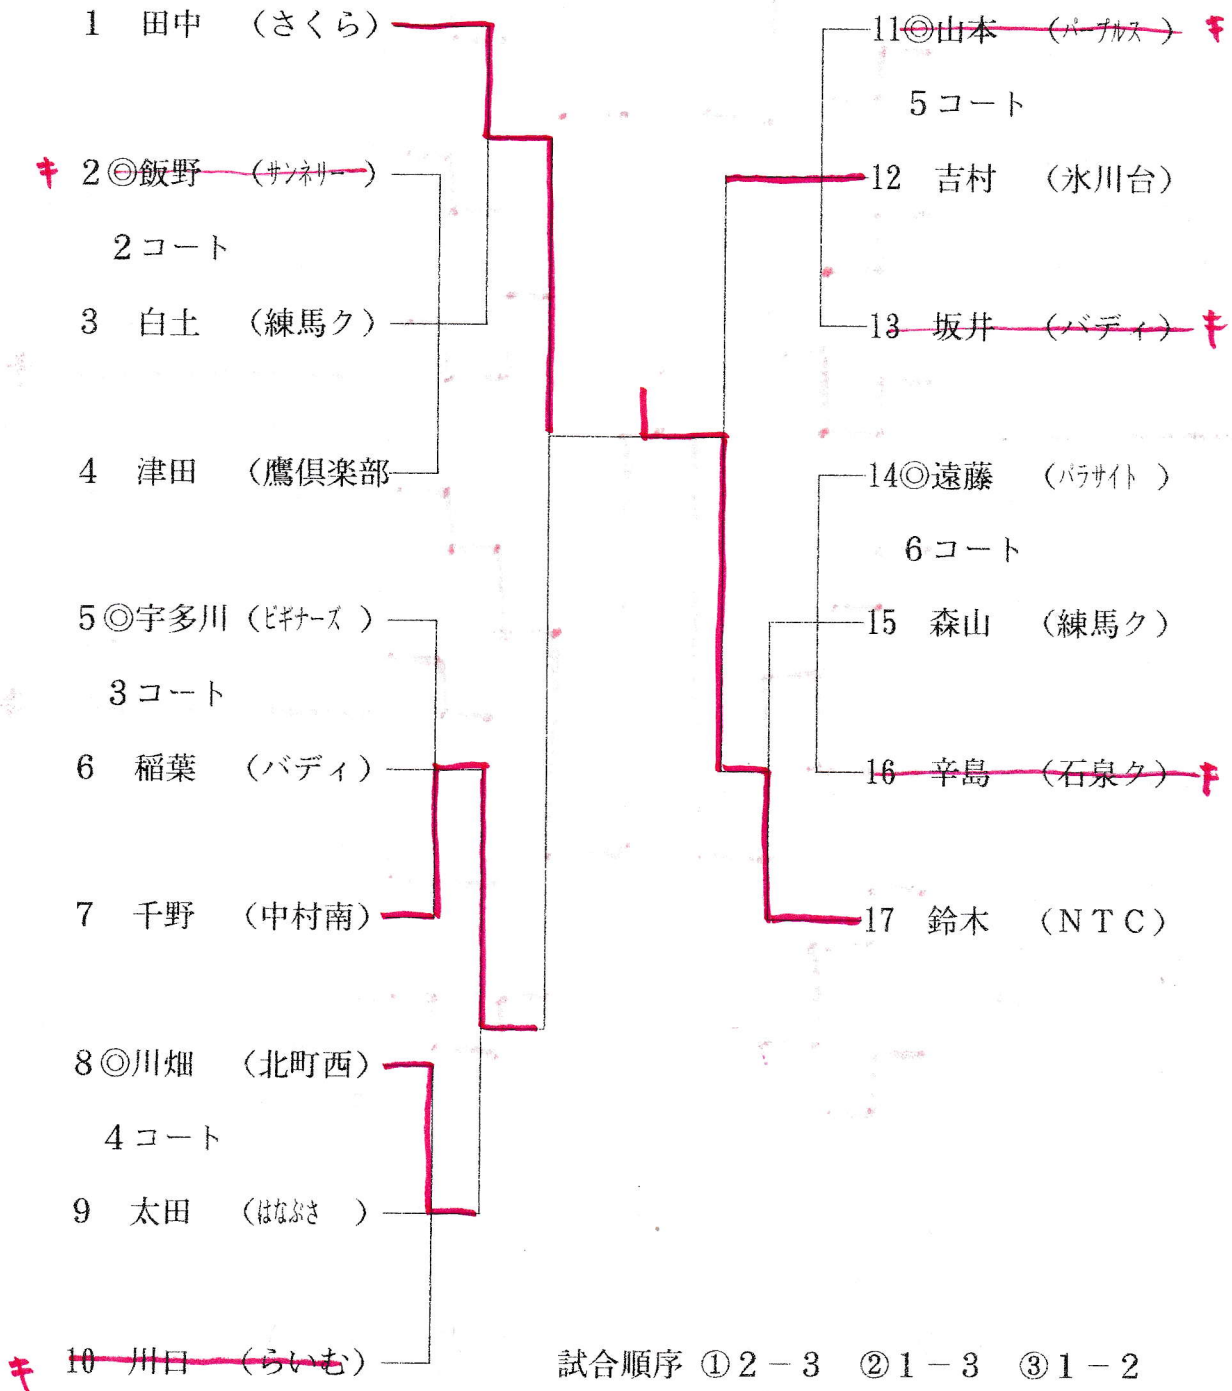 1 田中 （さくら）
キ 2◎飯野 （サンネリー）
2コート
3 白土 （練馬ク）
4 津田 （鷹倶楽部
5◎宇多川（ビギナーズ）
3コート
6 稲葉 （バディ）
7 千野 （中村南）
8◎川畑 （北町西）
4コート
9 太田 （はなぶさ ）
キ 10 川口 （らいむ）
11◎山本 （パープルス）キ
5コート
12 吉村 （氷川台）
13 坂井 （バディ）キ
14◎遠藤 （パラサイト ）
6コート
15 森山 （練馬ク）
16 辛島 （石泉ク）キ
17 鈴木 （ＮＴＣ）
試合順序 ①２－３ ②１－３ ③１－２